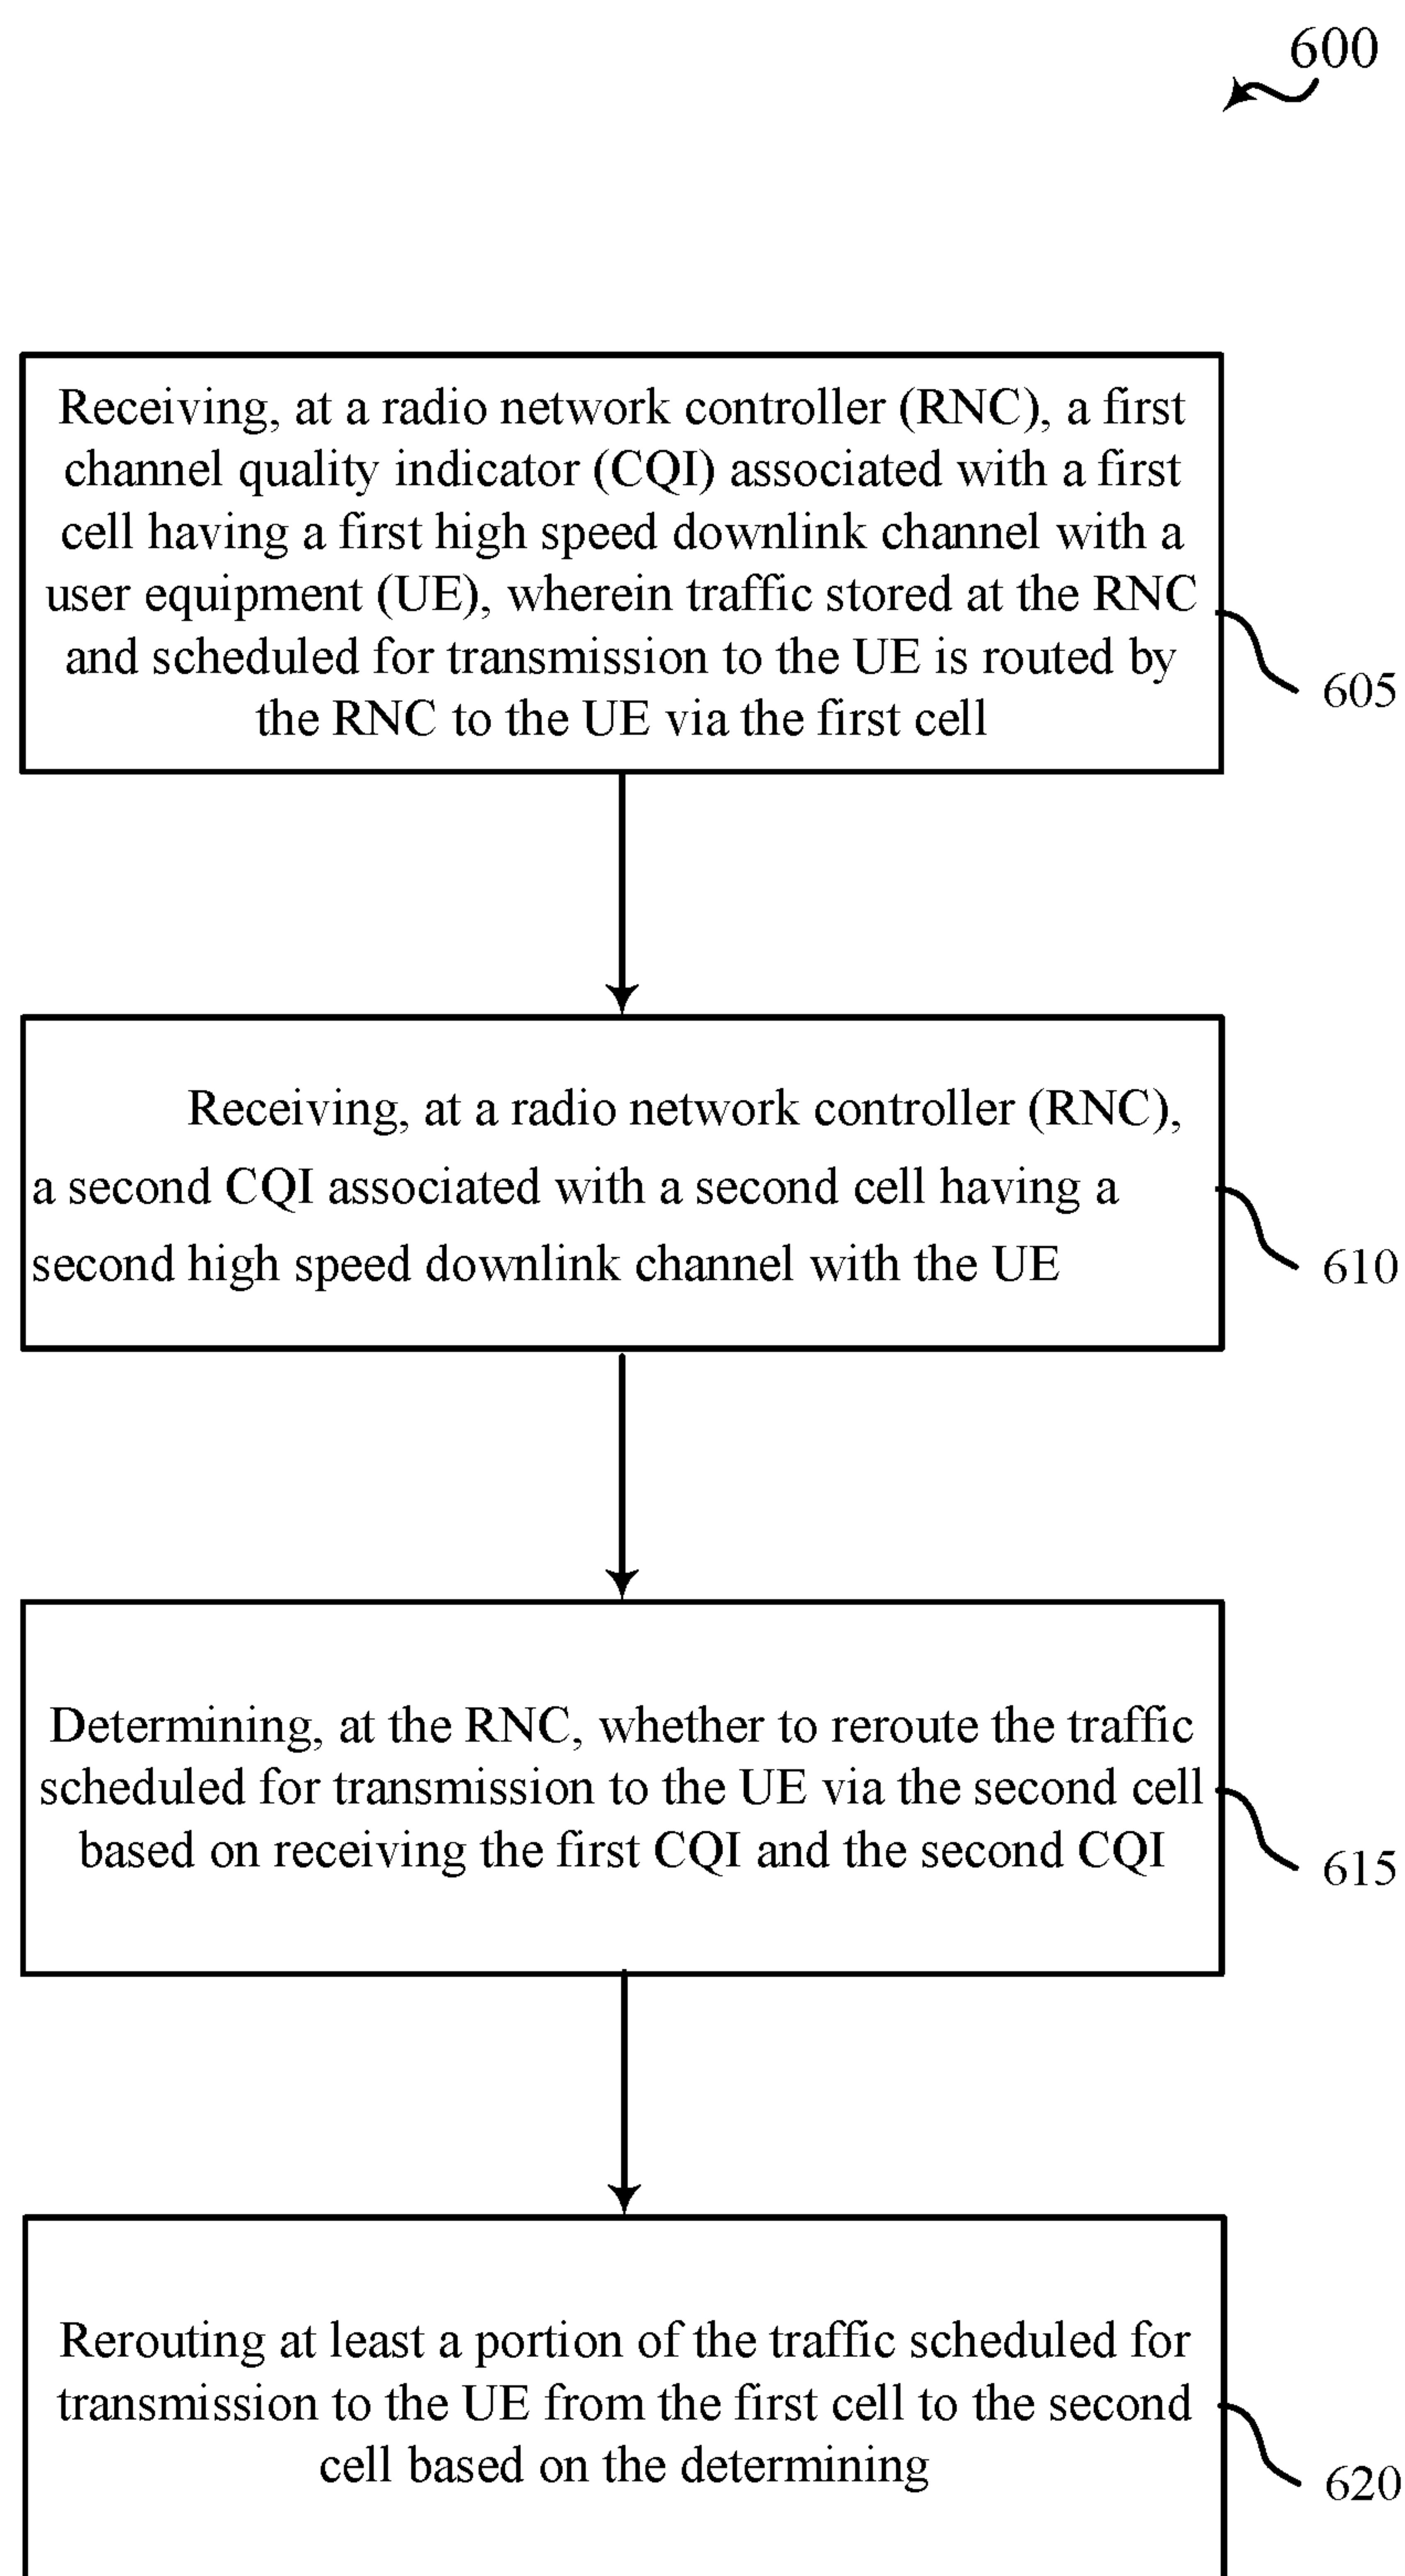 600
Receiving, at a radio network controller (RNC), a first
channel quality indicator (CQI) associated with a first
cell having a first high speed downlink channel with a
user equipment (UE), wherein traffic stored at the RNC
and scheduled for transmission to the UE is routed by
the RNC to the UE via the first cell
605
Receiving, at a radio network controller (RNC),
a second CQI associated with a second cell having a
second high speed downlink channel with the UE
610
Determining, at the RNC, whether to reroute the traffic
scheduled for transmission to the UE via the second cell
based on receiving the first CQI and the second CQI
615
Rerouting at least a portion of the traffic scheduled for
transmission to the UE from the first cell to the second
cell based on the determining
620